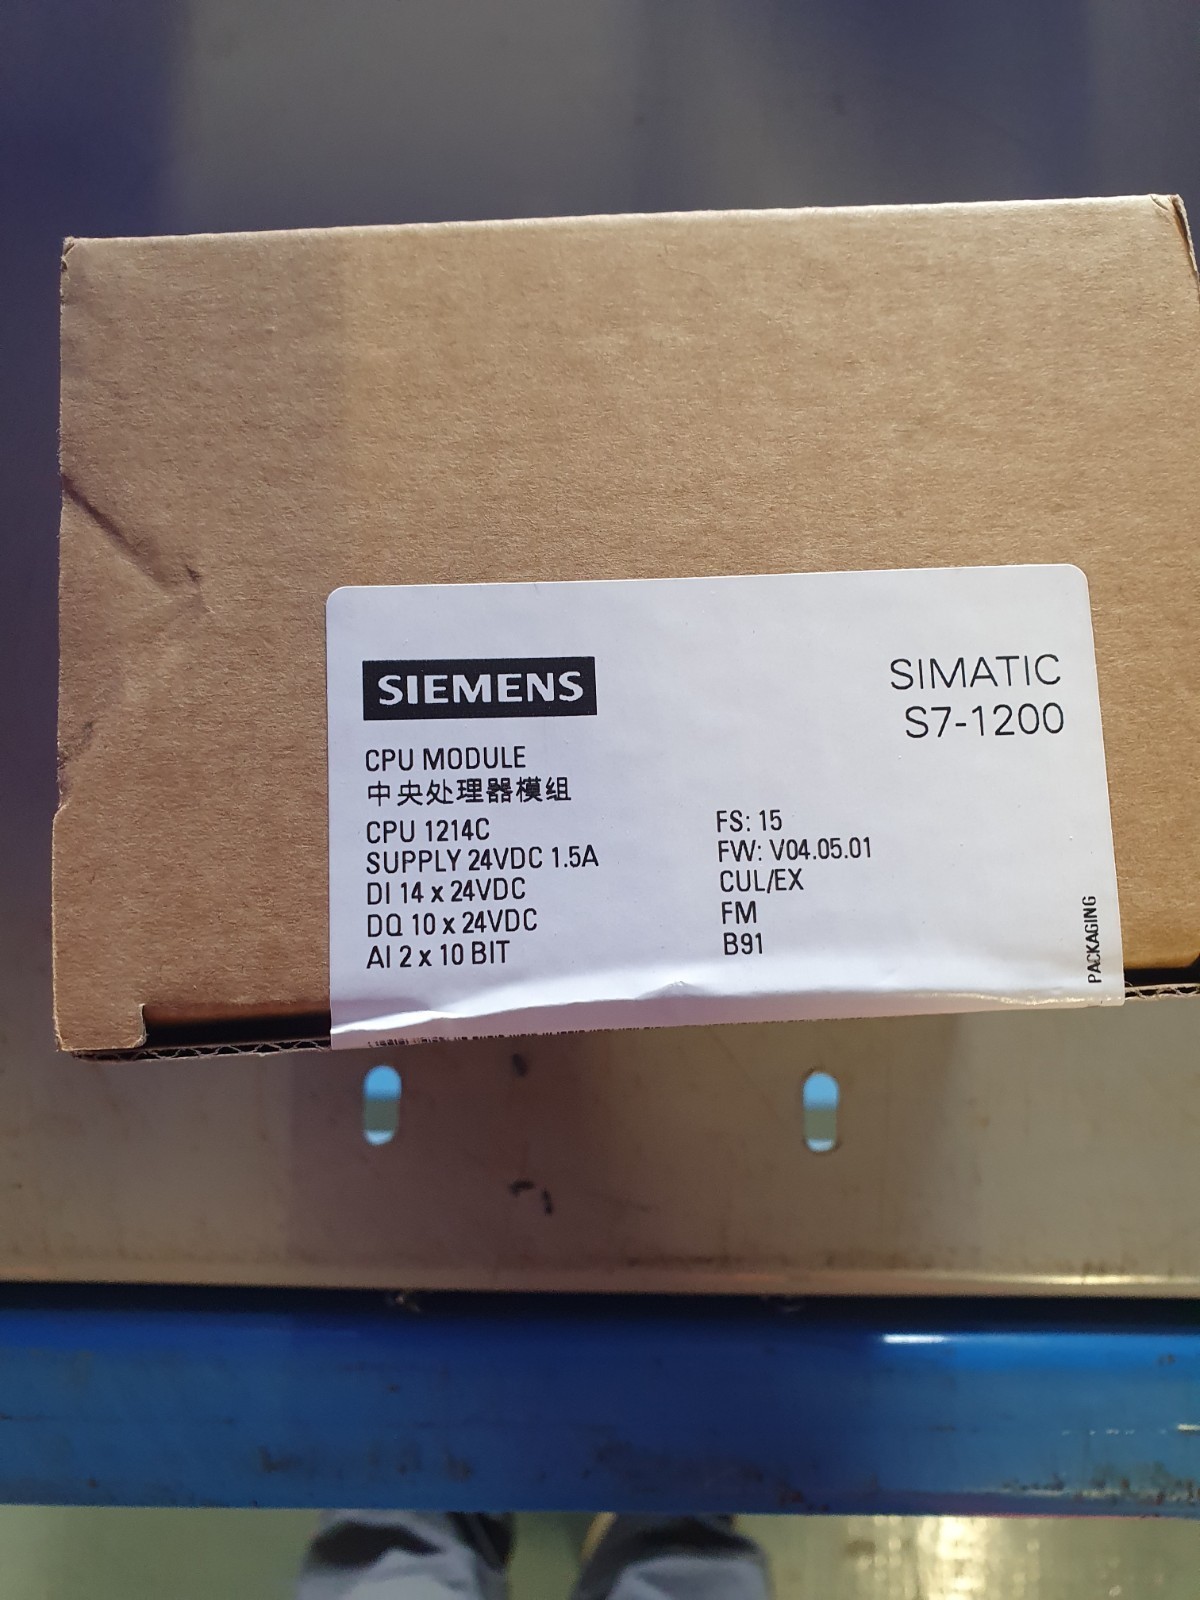 SIEMENS
SIMATIC
S7-1200
CPU MODULE
中央处理器模组
CPU 1214C
SUPPLY 24VDC 1.5A
DI 14 x 24VDC
DQ 10 x 24VDC
AI 2 x 10 BIT
FS: 15
FW: V04.05.01
CUL/EX
FM
B91
PACKAGING